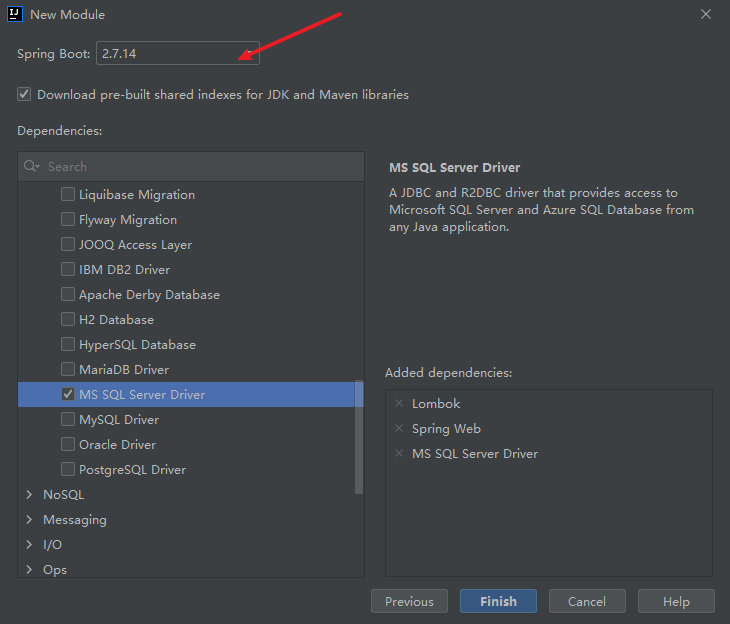 New Module
Spring Boot: 2.7.14
Download pre-built shared indexes for JDK and Maven libraries
Dependencies:
Search
Liquibase Migration
Flyway Migration
JOOQ Access Layer
IBM DB2 Driver
Apache Derby Database
H2 Database
HyperSQL Database
MariaDB Driver
MS SQL Server Driver
MySQL Driver
Oracle Driver
PostgreSQL Driver
NoSQL
Messaging
I/O
Ops
MS SQL Server Driver
A JDBC and R2DBC driver that provides access to
Microsoft SQL Server and Azure SQL Database from
any Java application.
Added dependencies:
Lombok
Spring Web
MS SQL Server Driver
Previous Finish Cancel Help